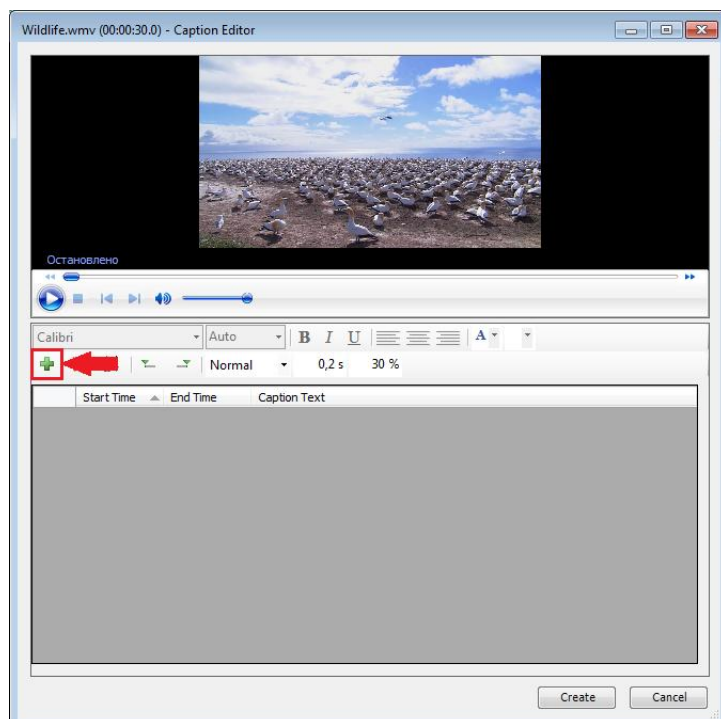 Wildlife.wmv (00:00:30.0) - Caption Editor
Остановлено
Calibri Auto B I U A
Normal 0,2 s 30 %
Start Time End Time Caption Text
Create Cancel